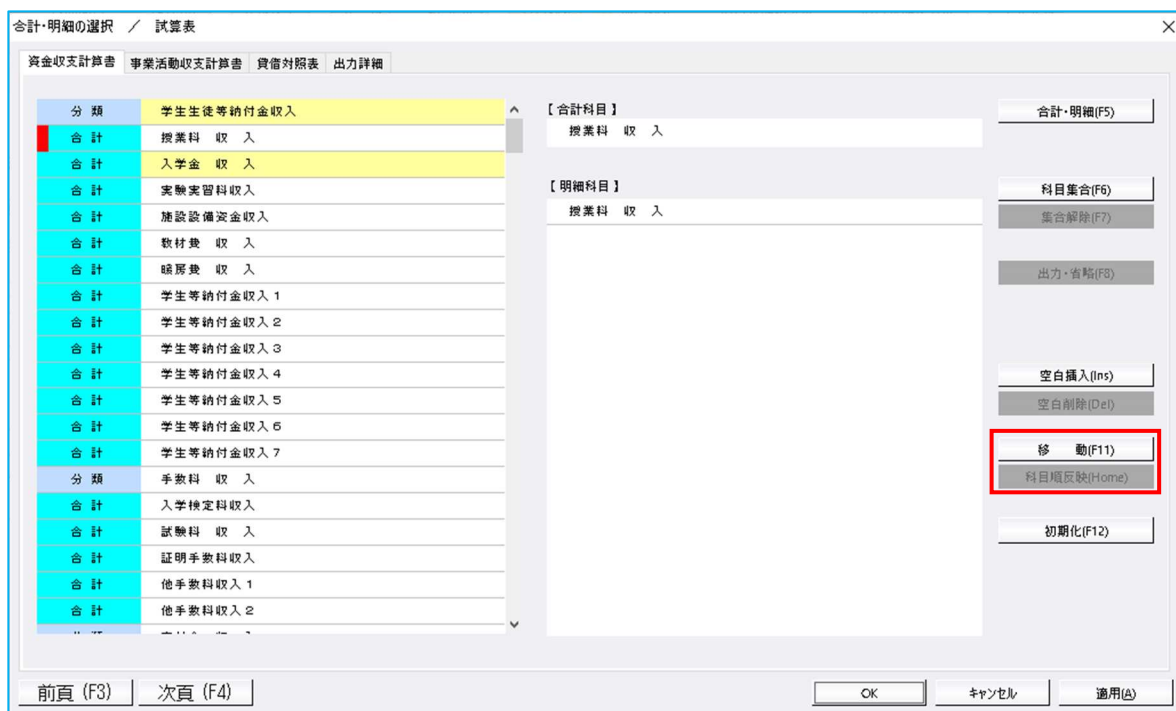 合計・明細の選択 ／ 試算表
資金収支計算書 事業活動収支計算書 貸借対照表 出力詳細
分 類 学生生徒等納付金収入
合 計 授業料 収 入
合 計 入学金 収 入
合 計 実験実習料収入
合 計 施設設備資金収入
合 計 教材費 収 入
合 計 暖房費 収 入
合 計 学生等納付金収入１
合 計 学生等納付金収入２
合 計 学生等納付金収入３
合 計 学生等納付金収入４
合 計 学生等納付金収入５
合 計 学生等納付金収入６
合 計 学生等納付金収入７
分 類 手数料 収 入
合 計 入学検定料収入
合 計 試験料 収 入
合 計 証明手数料収入
合 計 他手数料収入１
合 計 他手数料収入２
【合計科目】
授業料 収 入
【明細科目】
授業料 収 入
合計・明細(F5)
科目集合(F6)
集合解除(F7)
出力・省略(F8)
空白挿入(Ins)
空白削除(Del)
移 動(F11)
科目順反映(Home)
初期化(F12)
前頁 (F3) 次頁 (F4) OK キャンセル 適用(A)